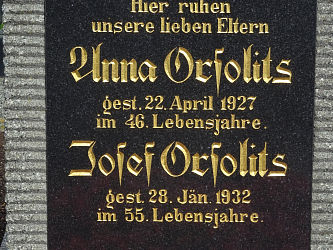 Hier ruhen
unsere lieben Eltern
Anna Orsolits
gest. 22. April 1927
im 46. Lebensjahre.
Josef Orsolits
gest. 28. Jän. 1932
im 55. Lebensjahre.